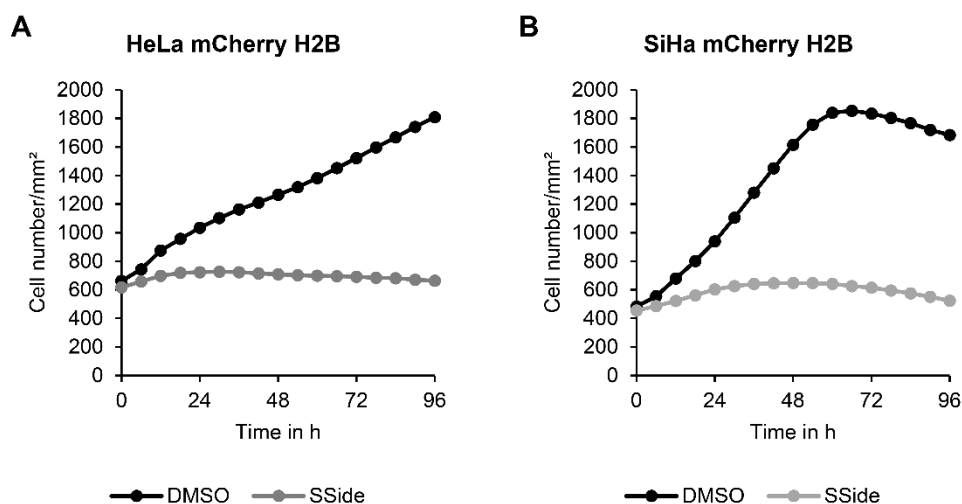 A
HeLa mCherry H2B
Cell number/mm²
2000
1800
1600
1400
1200
1000
800
600
400
200
0
0 24 48 72 96
Time in h
DMSO SSide
B
SiHa mCherry H2B
Cell number/mm²
2000
1800
1600
1400
1200
1000
800
600
400
200
0
0 24 48 72 96
Time in h
DMSO SSide